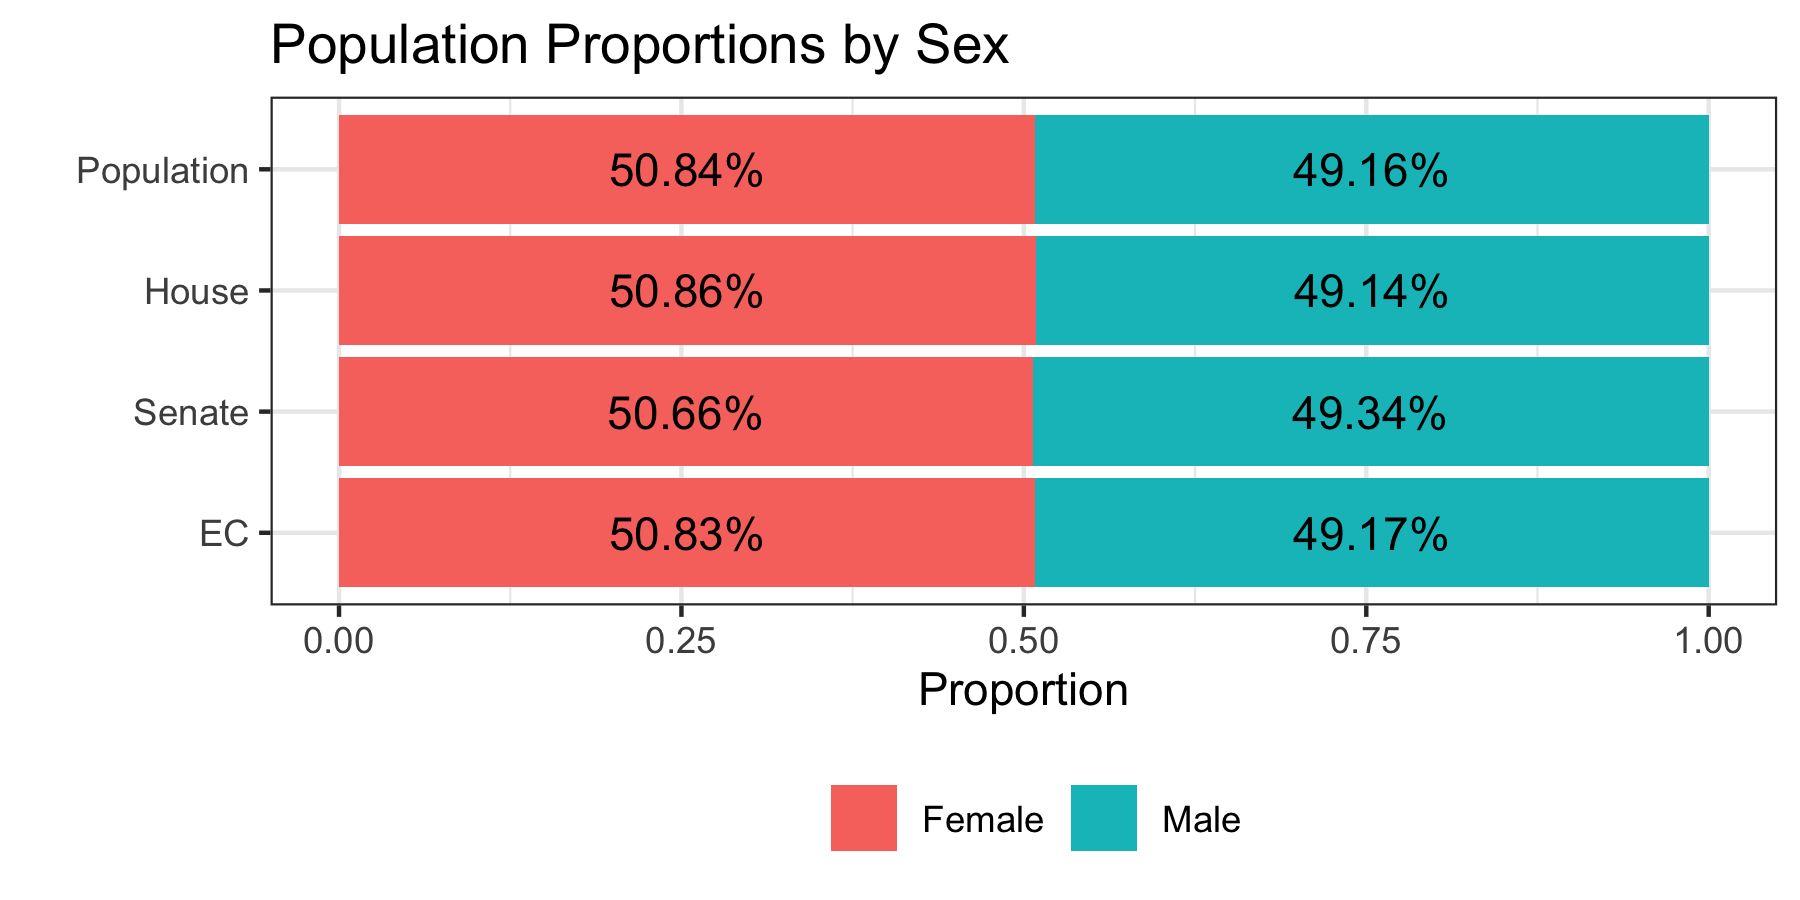 Population Proportions by Sex
Population 50.84% 49.16%
House 50.86% 49.14%
Senate 50.66% 49.34%
EC 50.83% 49.17%
0.00 0.25 0.50 0.75 1.00
Proportion
Female Male